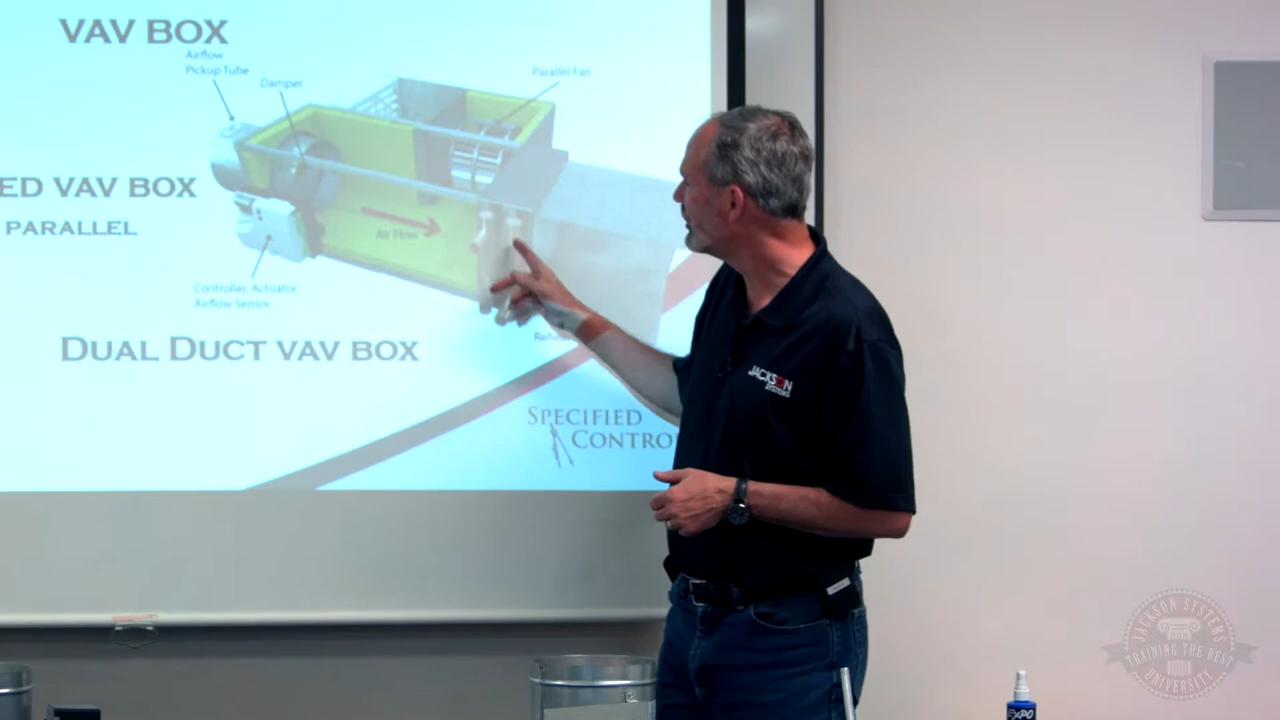 VAV BOX
Airflow
Pickup Tube
Damper
Parallel Fan
ED VAV BOX
PARALLEL
Air Flow
Controller, Actuator,
Airflow Sensor
DUAL DUCT VAV BOX
SPECIFIED
CONTRO
JACKSON
SYSTEMS
JACKSON SYSTEMS
TRAINING THE BEST
UNIVERSITY
EXPO